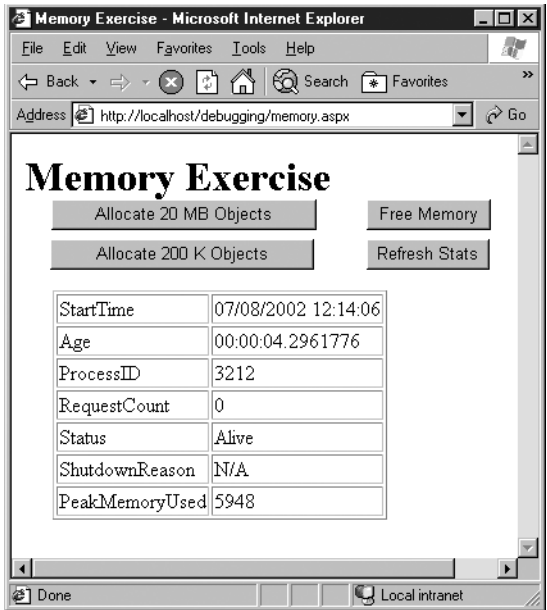 Memory Exercise - Microsoft Internet Explorer
File Edit View Favorites Tools Help
Back Search Favorites »
Address http://localhost/debugging/memory.aspx Go
Memory Exercise
Allocate 20 MB Objects Free Memory
Allocate 200 K Objects Refresh Stats
StartTime 07/08/2002 12:14:06
Age 00:00:04.2961776
ProcessID 3212
RequestCount 0
Status Alive
ShutdownReason N/A
PeakMemoryUsed 5948
Done Local intranet